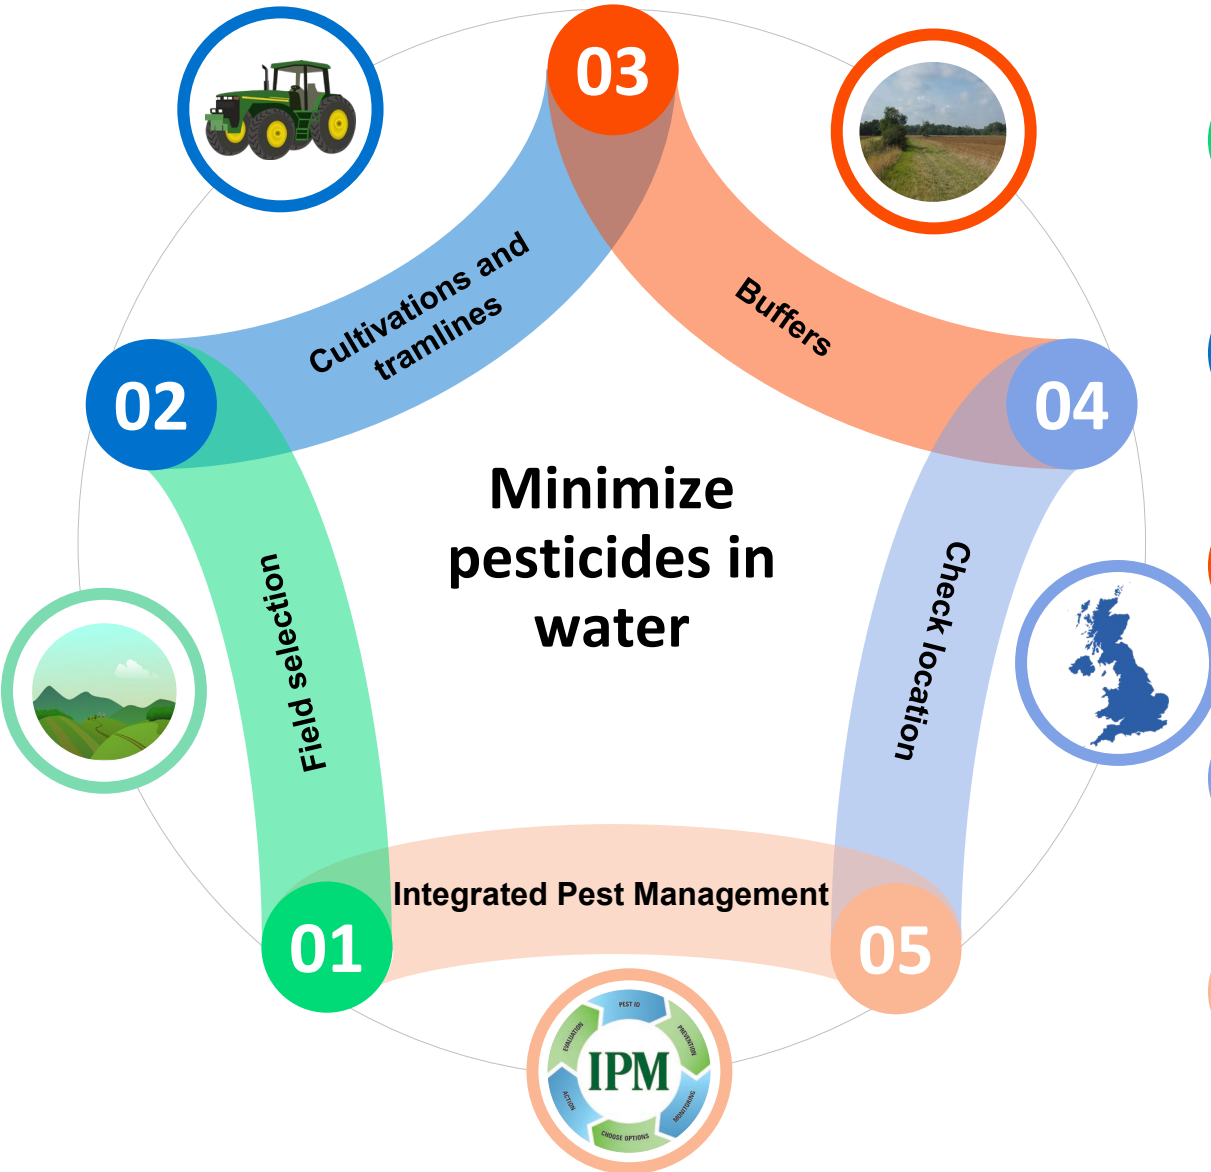 03
Cultivations and
tramlines
Buffers
02
04
Minimize
pesticides in
water
Field selection
Check location
Integrated Pest Management
01
05
PEST ID
PREVENTION
MONITORING
CHOOSE OPTIONS
ACTION
EVALUATION
IPM